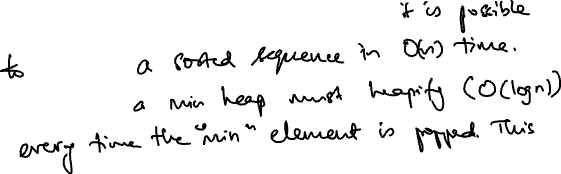 it is possible
to a sorted sequence in O(n) time.
a min heap must heapify (O(logn))
every time the "min" element is popped. This